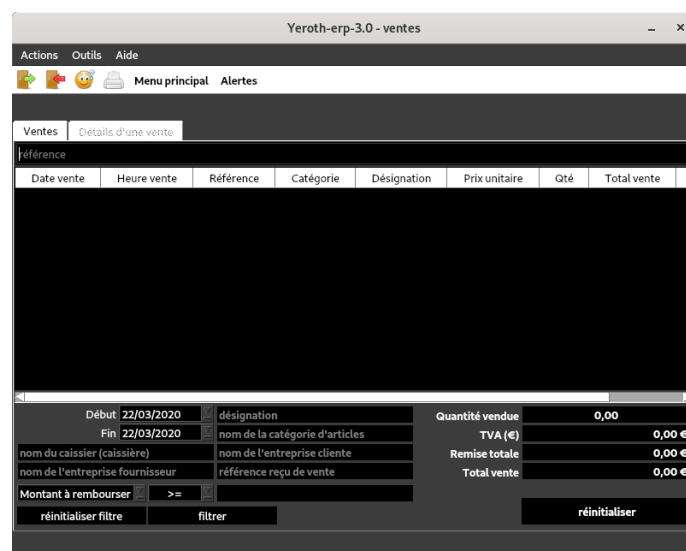 Yeroth-erp-3.0 - ventes
Actions Outils Aide
Menu principal Alertes
Ventes Détails d'une vente
référence
Date vente Heure vente Référence Catégorie Désignation Prix unitaire Qté Total vente
Début 22/03/2020 désignation Quantité vendue 0,00
Fin 22/03/2020 nom de la catégorie d'articles TVA (€) 0,00 €
nom du caissier (caissière) nom de l'entreprise cliente Remise totale 0,00 €
nom de l'entreprise fournisseur référence reçu de vente Total vente 0,00 €
Montant à rembourser >=
réinitialiser filtre filtrer réinitialiser